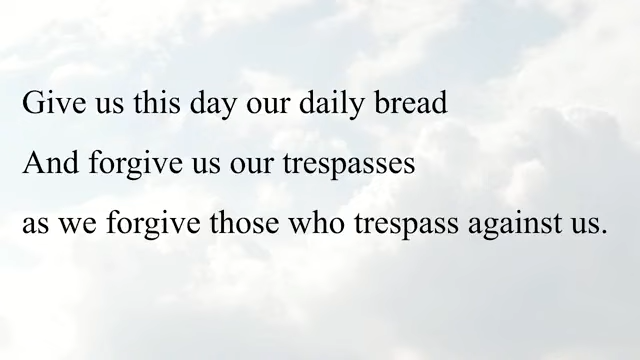 Give us this day our daily bread
And forgive us our trespasses
as we forgive those who trespass against us.